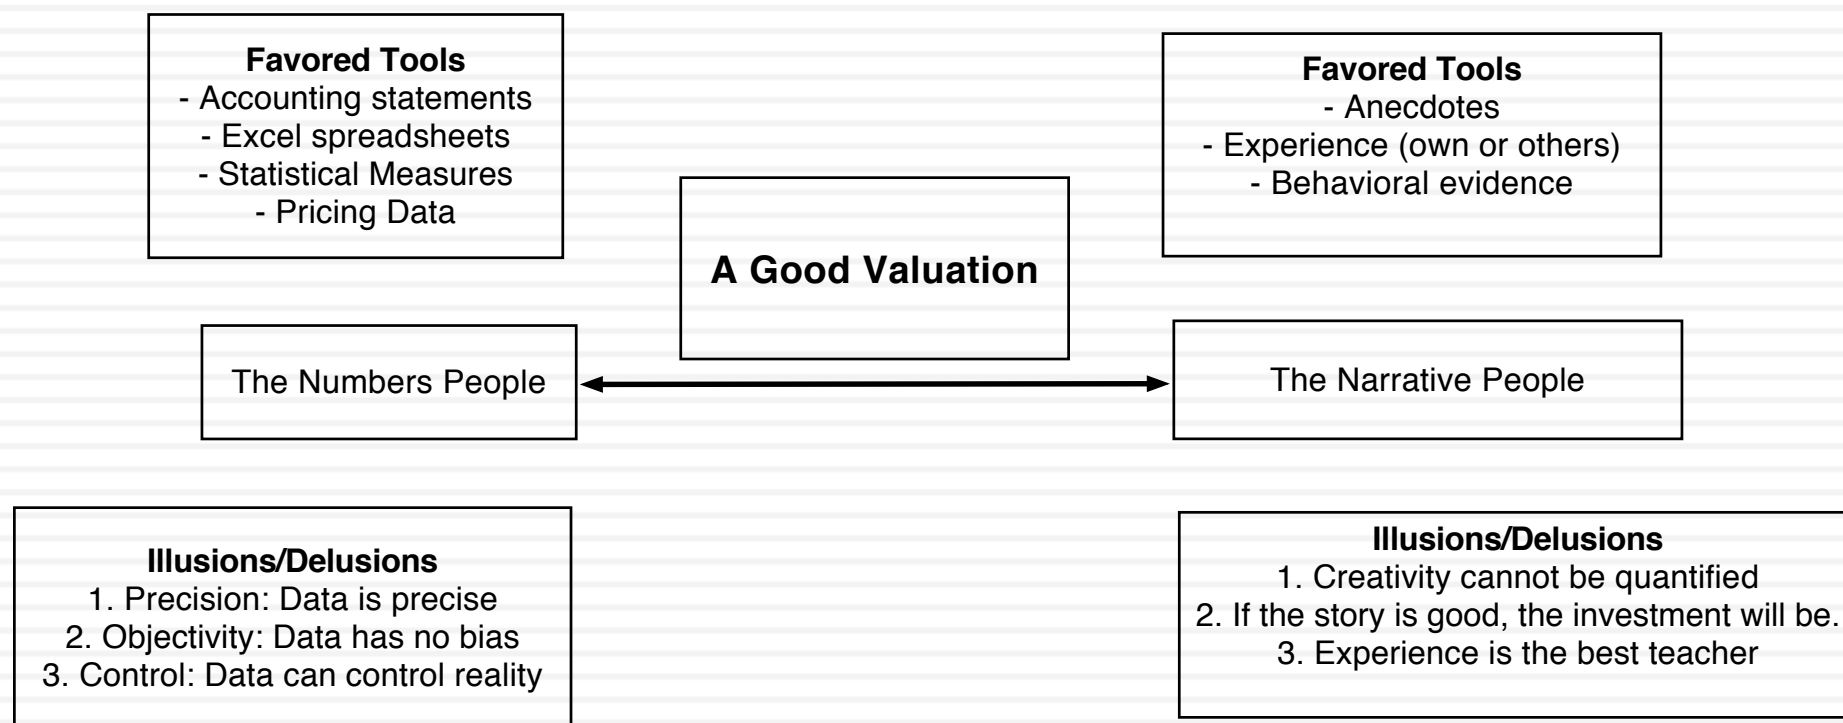 Favored Tools
- Accounting statements
- Excel spreadsheets
- Statistical Measures
- Pricing Data
Favored Tools
- Anecdotes
- Experience (own or others)
- Behavioral evidence
A Good Valuation
The Numbers People
The Narrative People
Illusions/Delusions
1. Precision: Data is precise
2. Objectivity: Data has no bias
3. Control: Data can control reality
Illusions/Delusions
1. Creativity cannot be quantified
2. If the story is good, the investment will be.
3. Experience is the best teacher